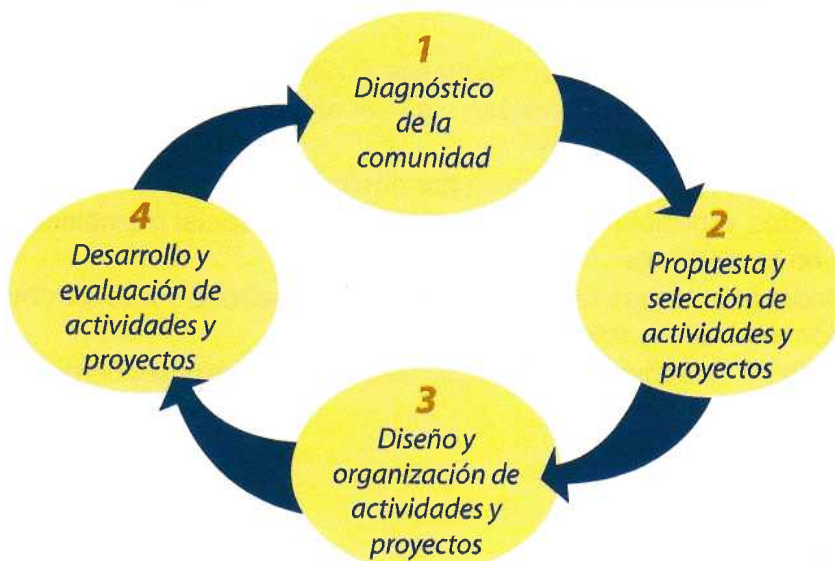 1
Diagnóstico
de la
comunidad
2
Propuesta y
selección de
actividades y
proyectos
3
Diseño y
organización de
actividades y
proyectos
4
Desarrollo y
evaluación de
actividades y
proyectos